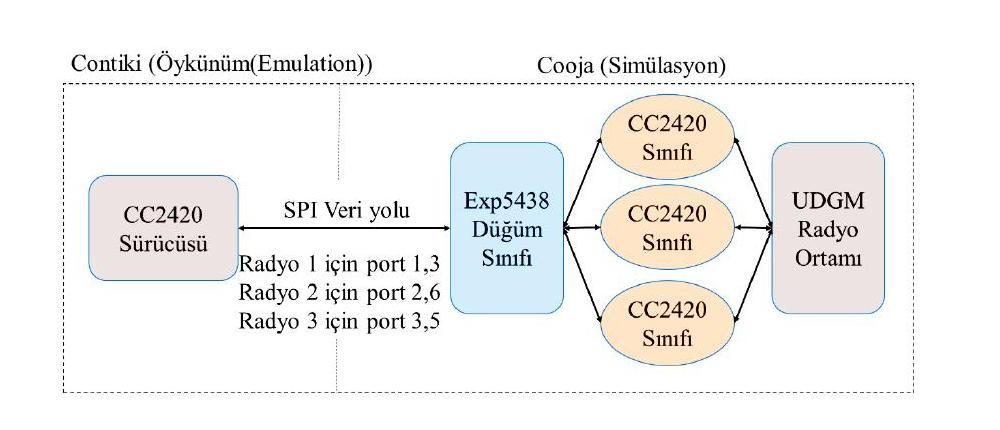 Contiki (Öykünüm(Emulation))
Cooja (Simülasyon)
CC2420
Sürücüsü
SPI Veri yolu
Radyo 1 için port 1,3
Radyo 2 için port 2,6
Radyo 3 için port 3,5
Exp5438
Düğüm
Sınıfı
CC2420
Sınıfı
CC2420
Sınıfı
CC2420
Sınıfı
UDGM
Radyo
Ortamı